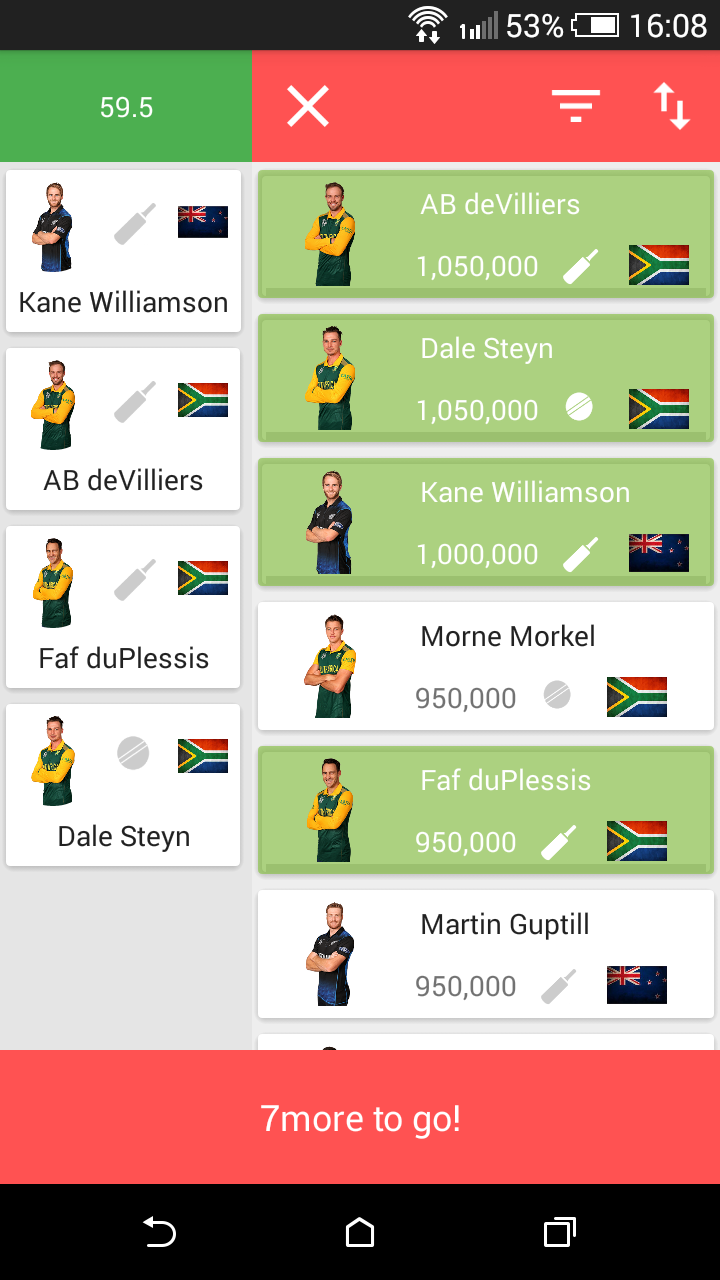 53% 16:08
59.5
Kane Williamson
AB deVilliers
Faf duPlessis
Dale Steyn
AB deVilliers
1,050,000
Dale Steyn
1,050,000
Kane Williamson
1,000,000
Morne Morkel
950,000
Faf duPlessis
950,000
Martin Guptill
950,000
7more to go!